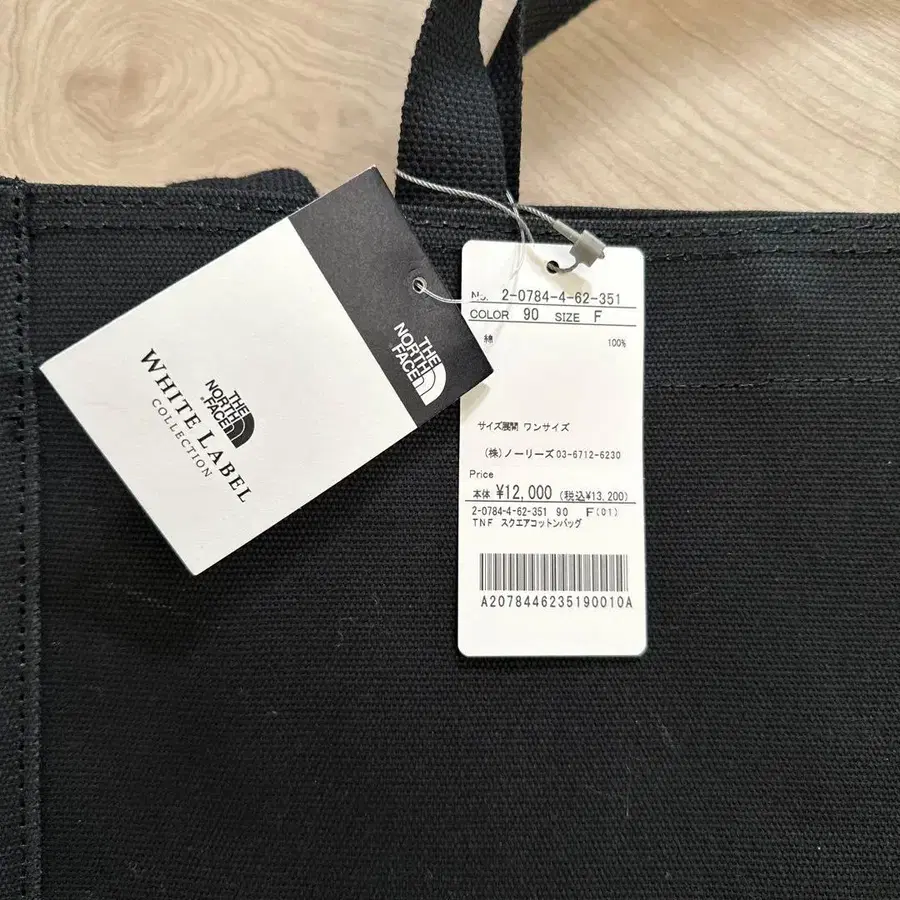 THE
NORTH
FACE
THE
NORTH
FACE
WHITE LABEL
COLLECTION
No. 2-0784-4-62-351
COLOR 90 SIZE F
綿 100%
サイズ展開 ワンサイズ
(株)ノーリーズ03-6712-6230
Price
本体 ¥12,000 (税込¥13,200)
2-0784-4-62-351 90 F(01)
TNF スクエアコットンバッグ
A2078446235190010A